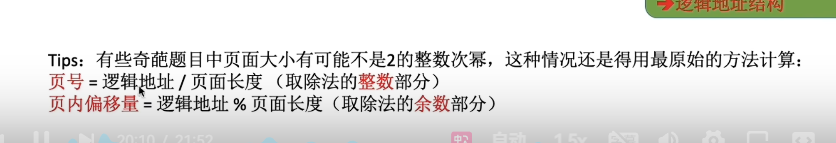 逻辑地址结构
Tips：有些奇葩题目中页面大小有可能不是2的整数次幂，这种情况还是得用最原始的方法计算：
页号 = 逻辑地址 / 页面长度 （取除法的整数部分）
页内偏移量 = 逻辑地址 % 页面长度（取除法的余数部分）
20:10 / 21:52 自动 1.5x